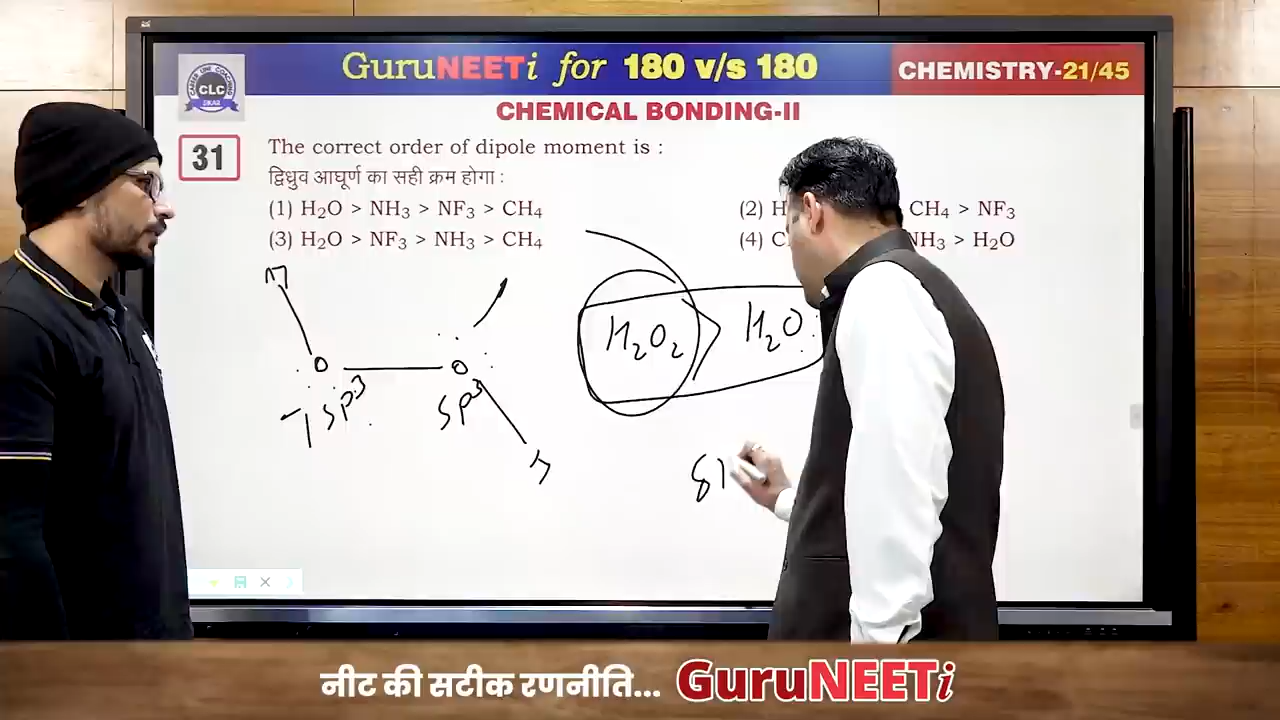 GuruNEETi for 180 v/s 180
CHEMISTRY-21/45
CLC
SIKAR
CHEMICAL BONDING-II
31
The correct order of dipole moment is :
द्विध्रुव आघूर्ण का सही क्रम होगा :
(1) H₂O > NH₃ > NF₃ > CH₄
(2) H CH₄ > NF₃
(3) H₂O > NF₃ > NH₃ > CH₄
(4) C NH₃ > H₂O
H₂O₂ > H₂O
O O
sp³ sp³
नीट की सटीक रणनीति... GuruNEETi